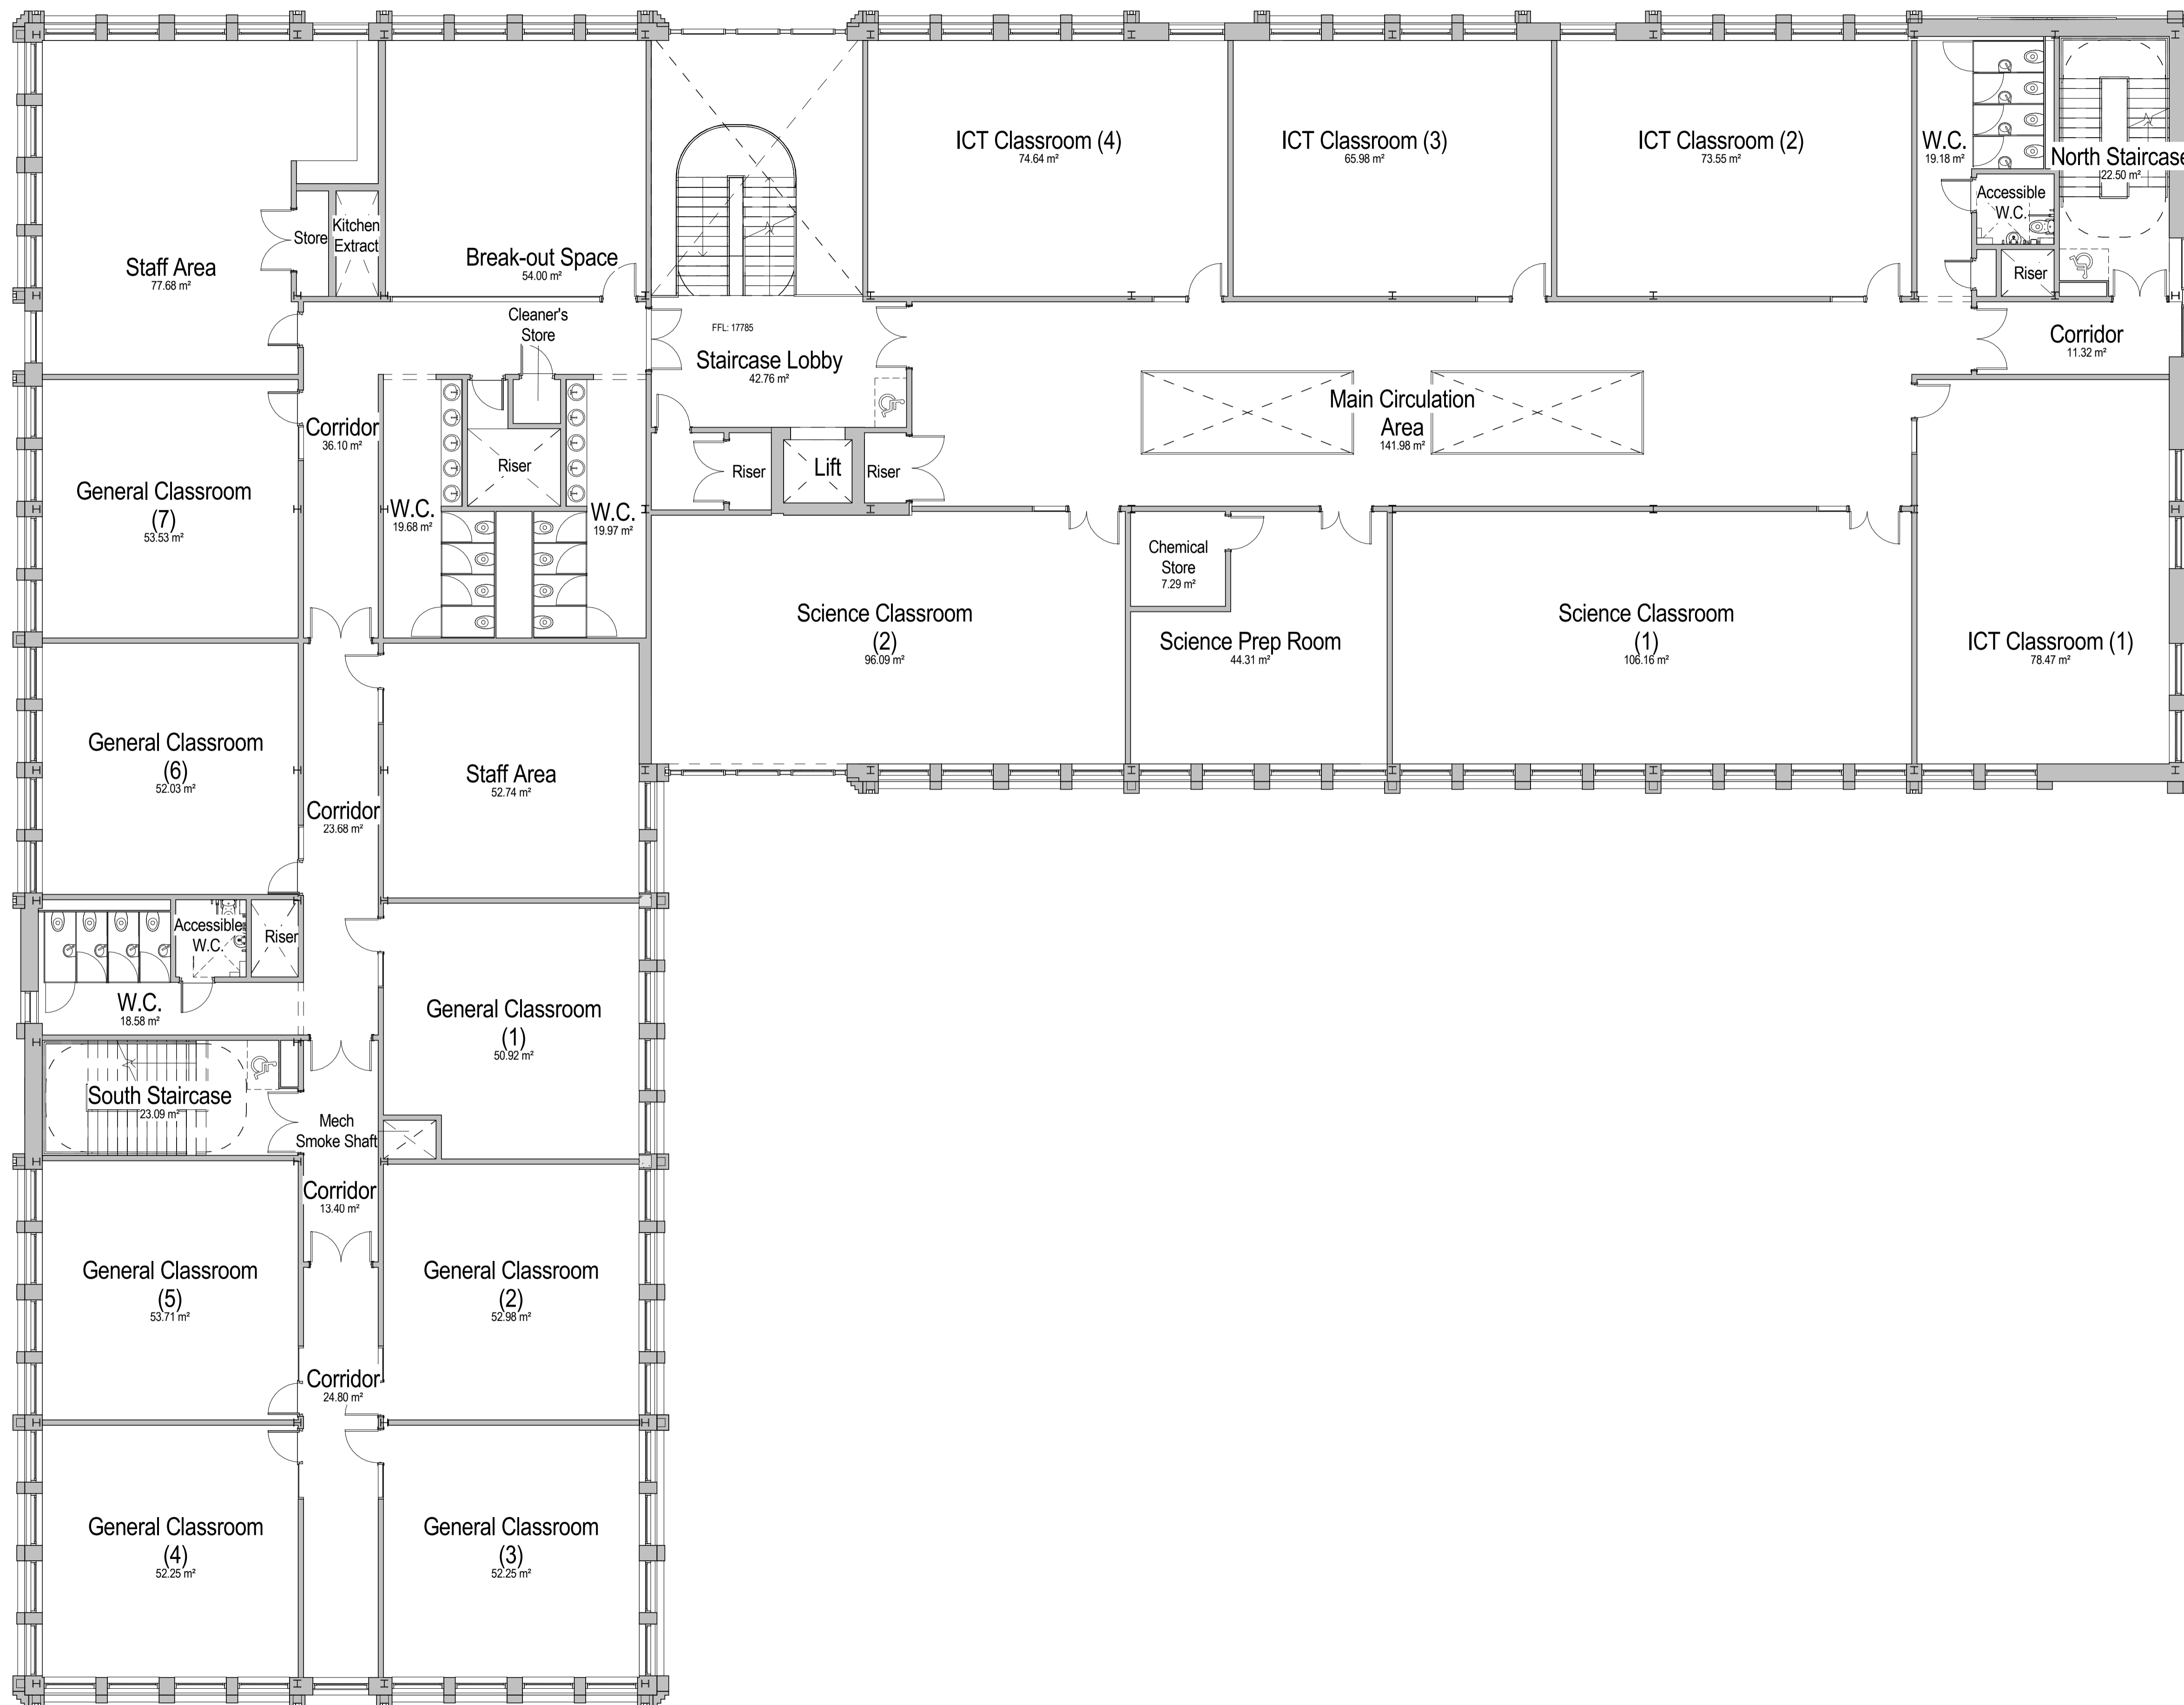 ICT Classroom (4)
74.64 m²
ICT Classroom (3)
65.98 m²
ICT Classroom (2)
73.55 m²
W.C.
19.18 m²
North Staircase
22.50 m²
Accessible
W.C.
Riser
Staff Area
77.68 m²
Store
Kitchen
Extract
Break-out Space
54.00 m²
Cleaner's
Store
FFL: 17785
Staircase Lobby
42.76 m²
Corridor
11.32 m²
Main Circulation
Area
141.98 m²
Corridor
36.10 m²
General Classroom
(7)
53.53 m²
Riser
Riser
Lift
Riser
W.C.
19.68 m²
W.C.
19.97 m²
Chemical
Store
7.29 m²
Science Classroom
(2)
96.09 m²
Science Prep Room
44.31 m²
Science Classroom
(1)
106.16 m²
ICT Classroom (1)
78.47 m²
General Classroom
(6)
52.03 m²
Corridor
23.68 m²
Staff Area
52.74 m²
Accessible
W.C.
Riser
W.C.
18.58 m²
General Classroom
(1)
50.92 m²
South Staircase
23.09 m²
Mech
Smoke Shaft
Corridor
13.40 m²
General Classroom
(5)
53.71 m²
General Classroom
(2)
52.98 m²
Corridor
24.80 m²
General Classroom
(4)
52.25 m²
General Classroom
(3)
52.25 m²